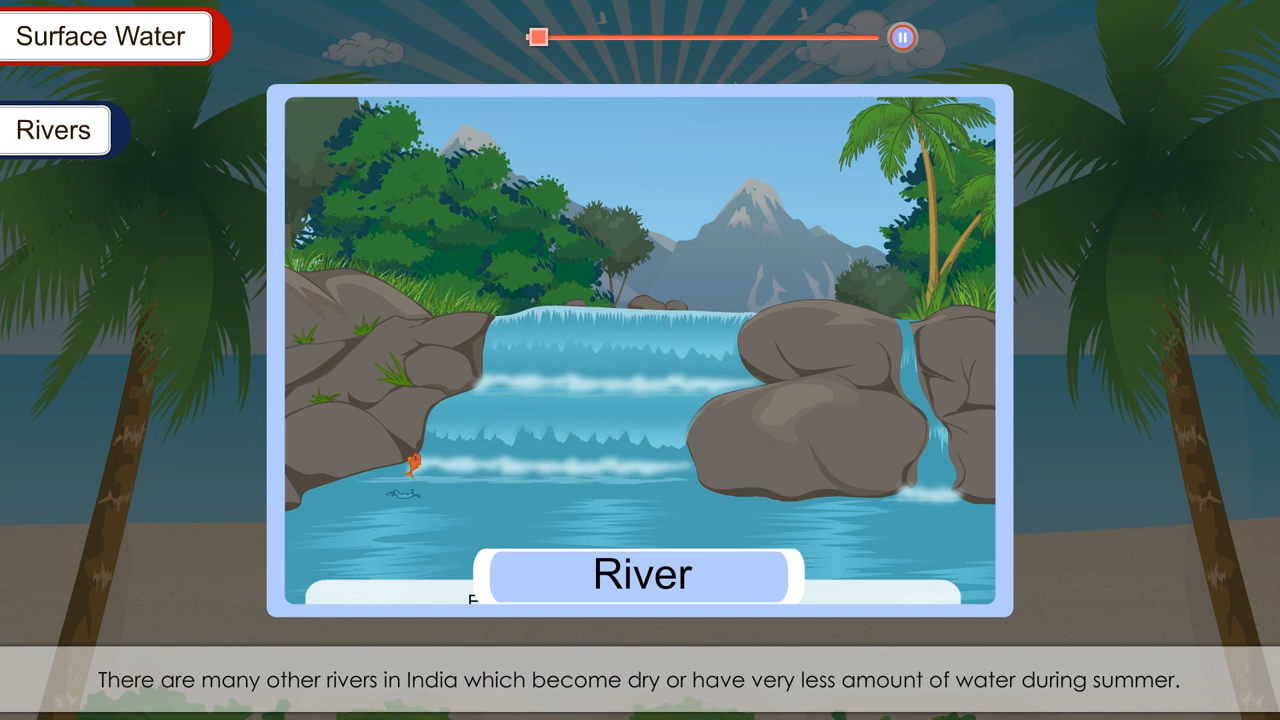 Surface Water
Rivers
River
There are many other rivers in India which become dry or have very less amount of water during summer.